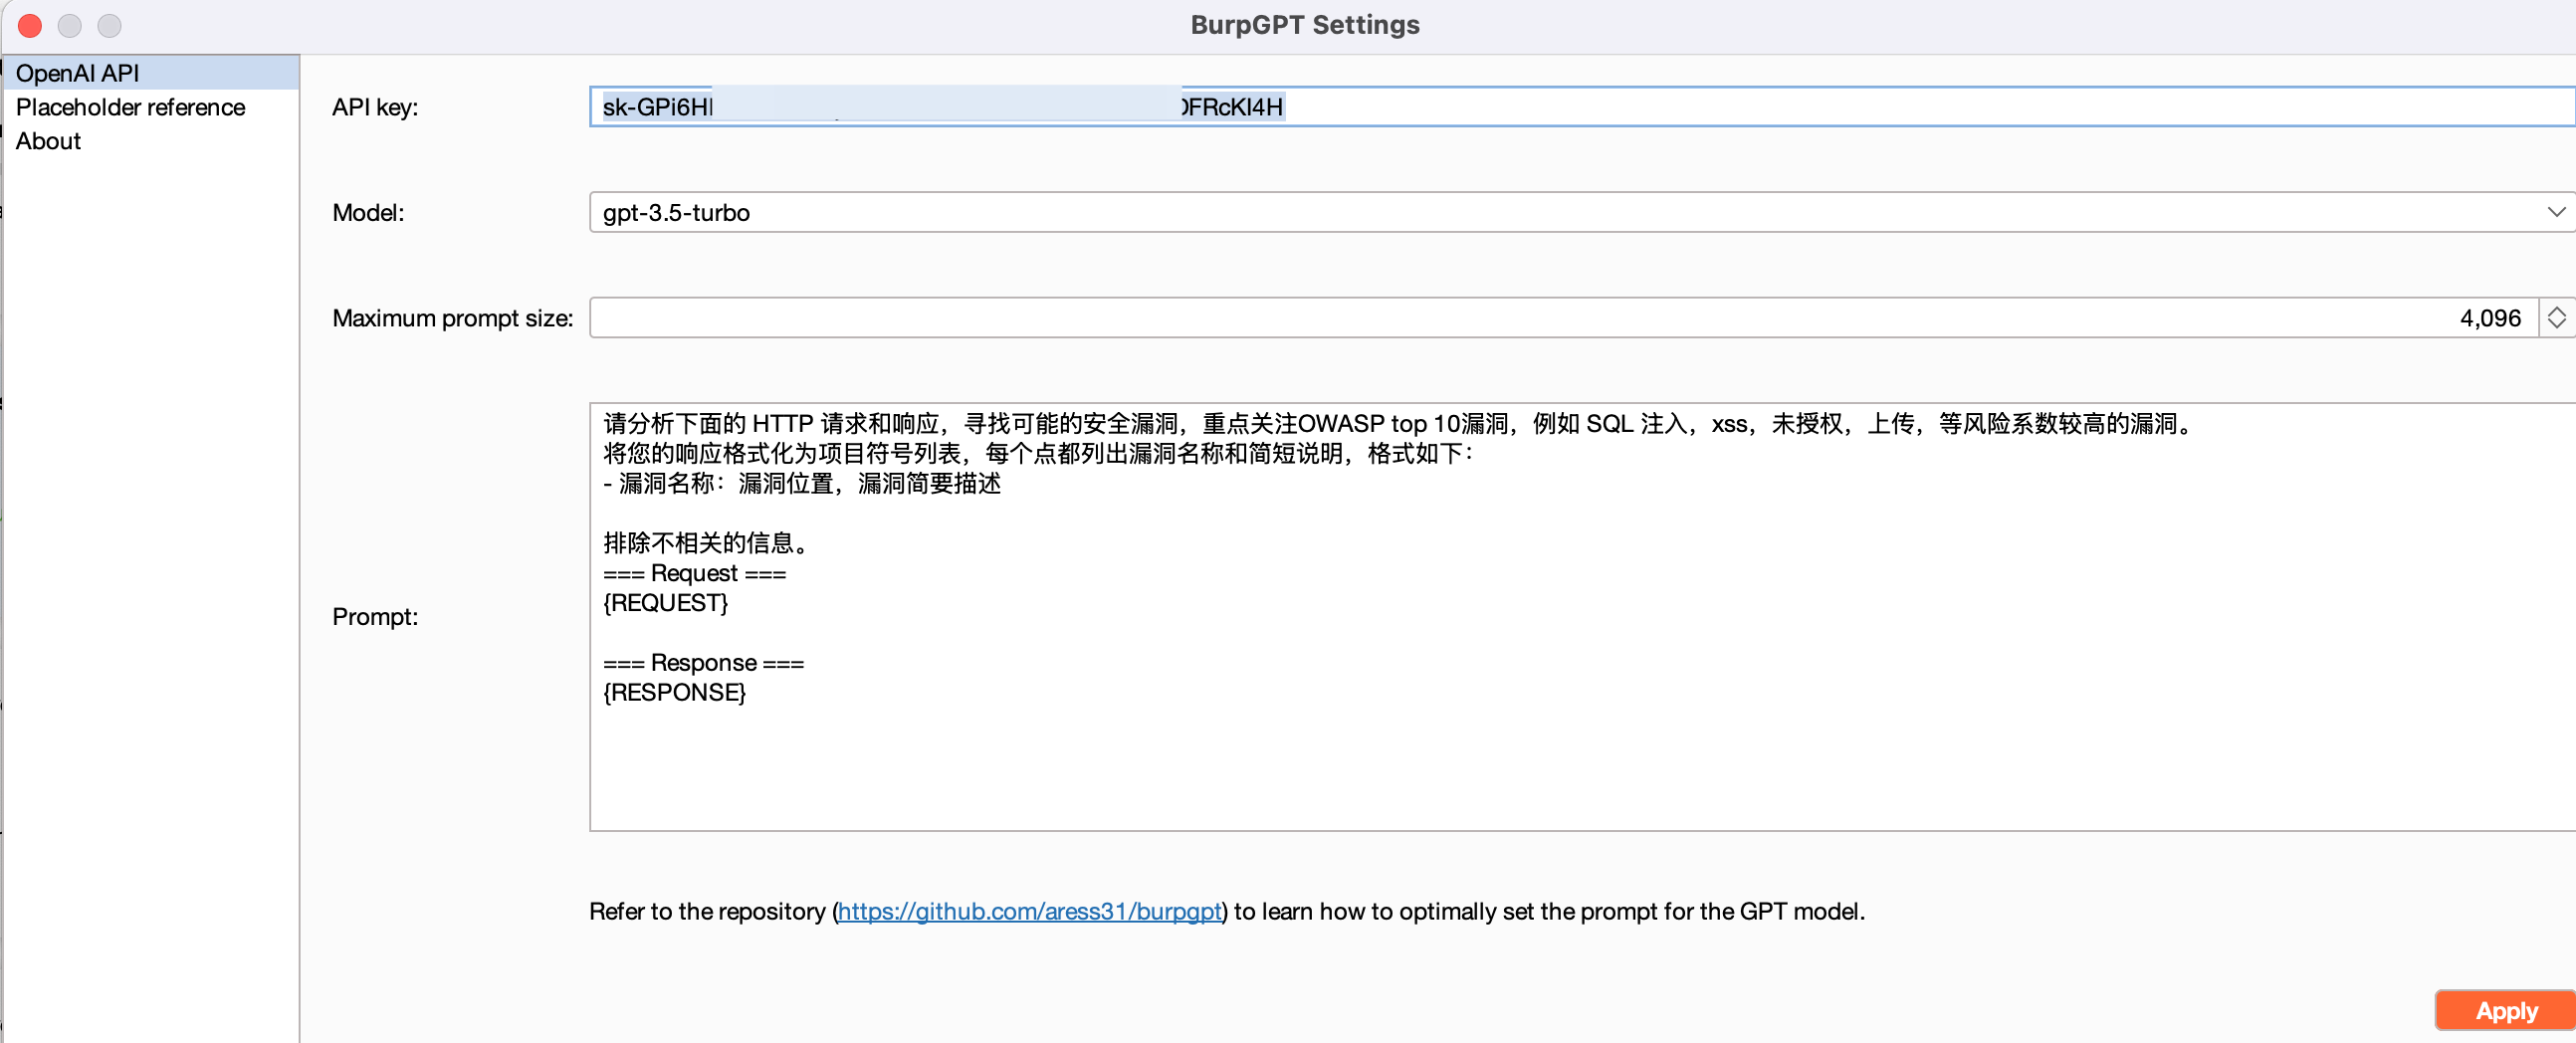 BurpGPT Settings
OpenAI API
Placeholder reference
About
API key:
sk-GPi6H FRcKI4H
Model:
gpt-3.5-turbo
Maximum prompt size:
4,096
Prompt:
请分析下面的 HTTP 请求和响应，寻找可能的安全漏洞，重点关注OWASP top 10漏洞，例如 SQL 注入，xss，未授权，上传，等风险系数较高的漏洞。
将您的响应格式化为项目符号列表，每个点都列出漏洞名称和简短说明，格式如下：
- 漏洞名称：漏洞位置，漏洞简要描述
排除不相关的信息。
=== Request ===
{REQUEST}
=== Response ===
{RESPONSE}
Refer to the repository (https://github.com/aress31/burpgpt) to learn how to optimally set the prompt for the GPT model.
Apply